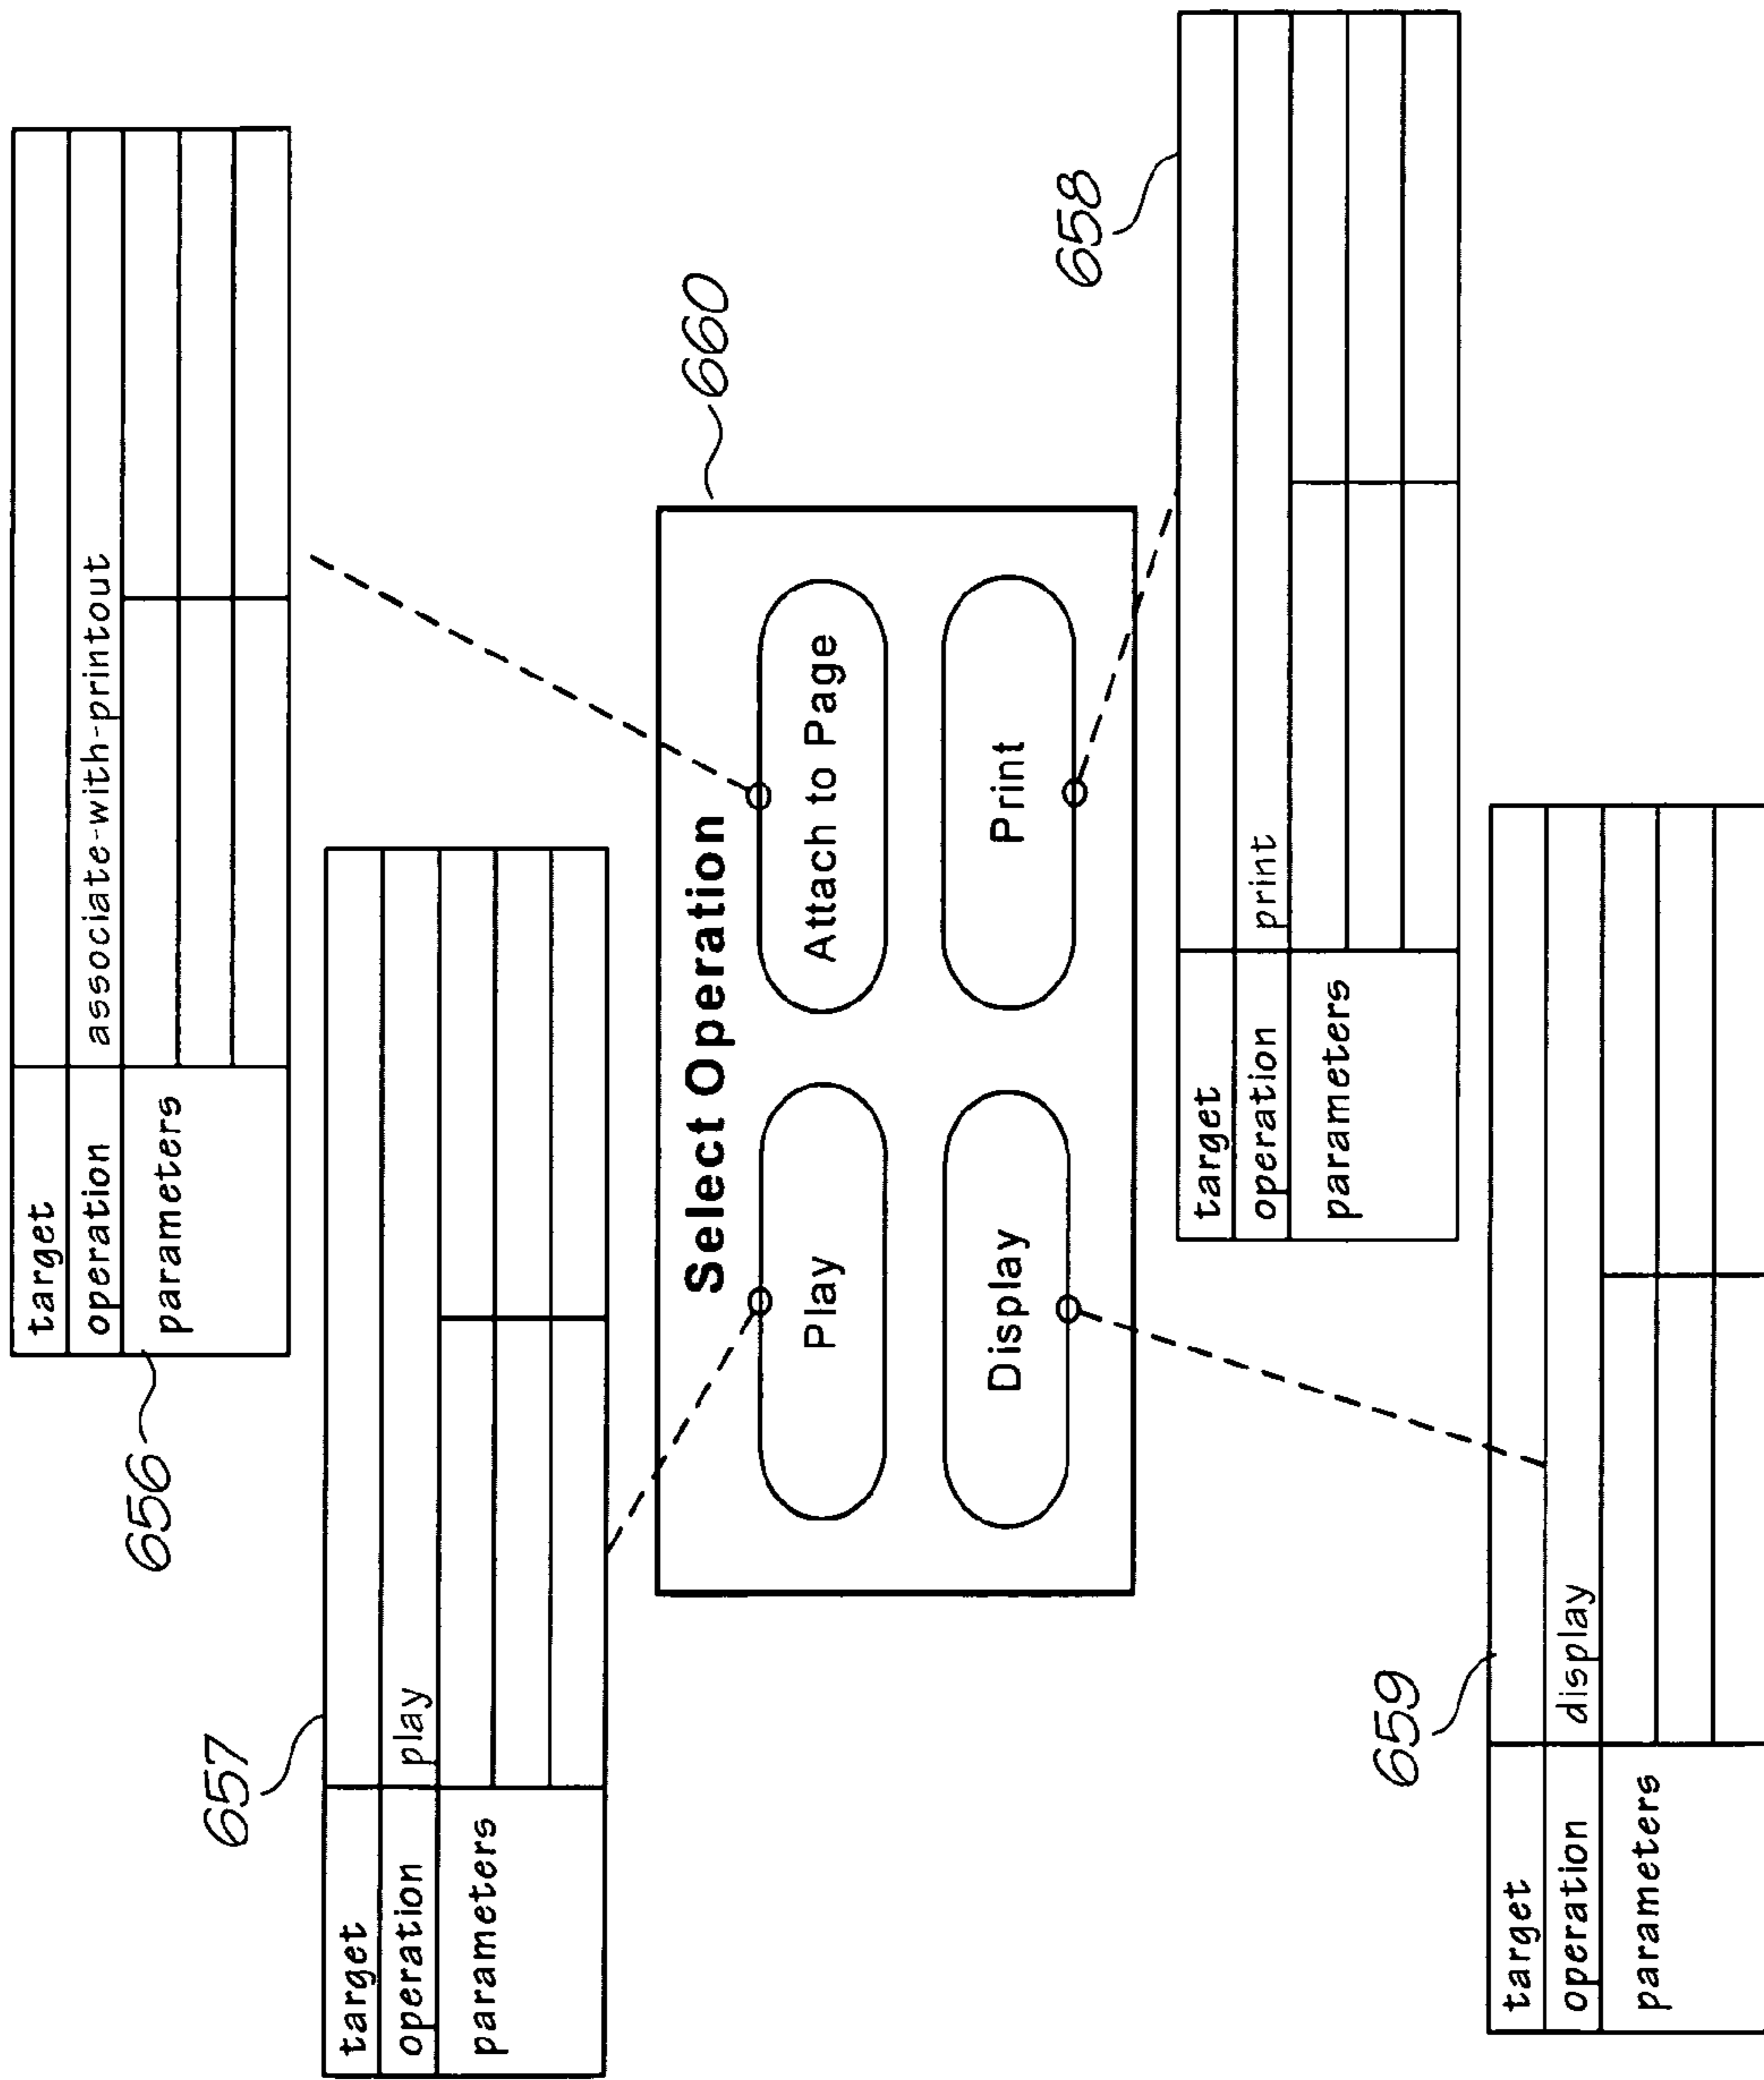 target
operation associate-with-printout
parameters
656
657
target
operation play
parameters
660
Select Operation
Play Attach to Page
Display Print
658
target
operation print
parameters
659
target
operation display
parameters